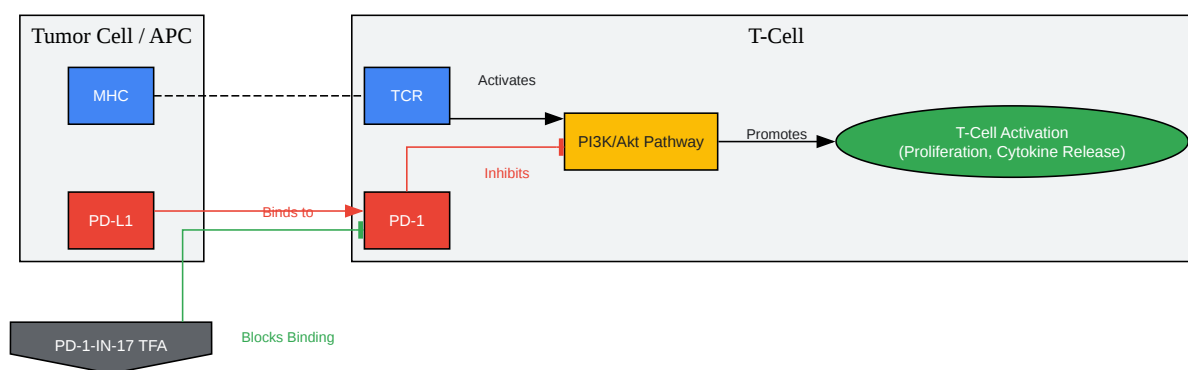 Tumor Cell / APC
T-Cell
MHC
TCR
Activates
PI3K/Akt Pathway
Promotes
T-Cell Activation
(Proliferation, Cytokine Release)
Inhibits
PD-L1
Binds to
PD-1
PD-1-IN-17 TFA
Blocks Binding